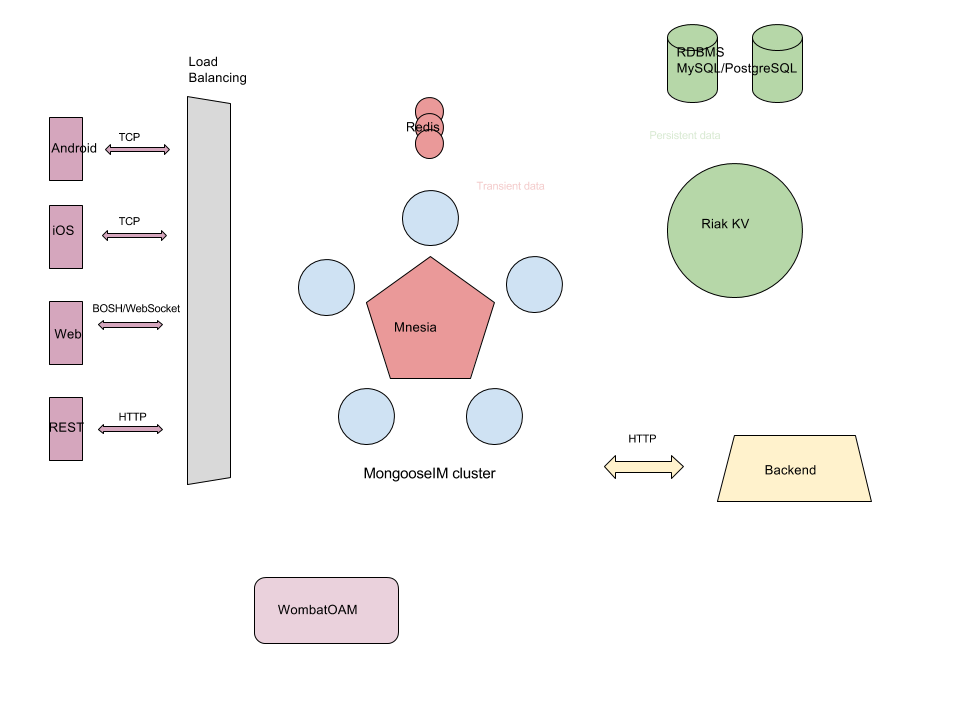 Load
Balancing
RDBMS
MySQL/PostgreSQL
Redis
Android
TCP
Persistent data
Transient data
iOS
TCP
Riak KV
BOSH/WebSocket
Web
Mnesia
HTTP
REST
MongooseIM cluster
HTTP
Backend
WombatOAM